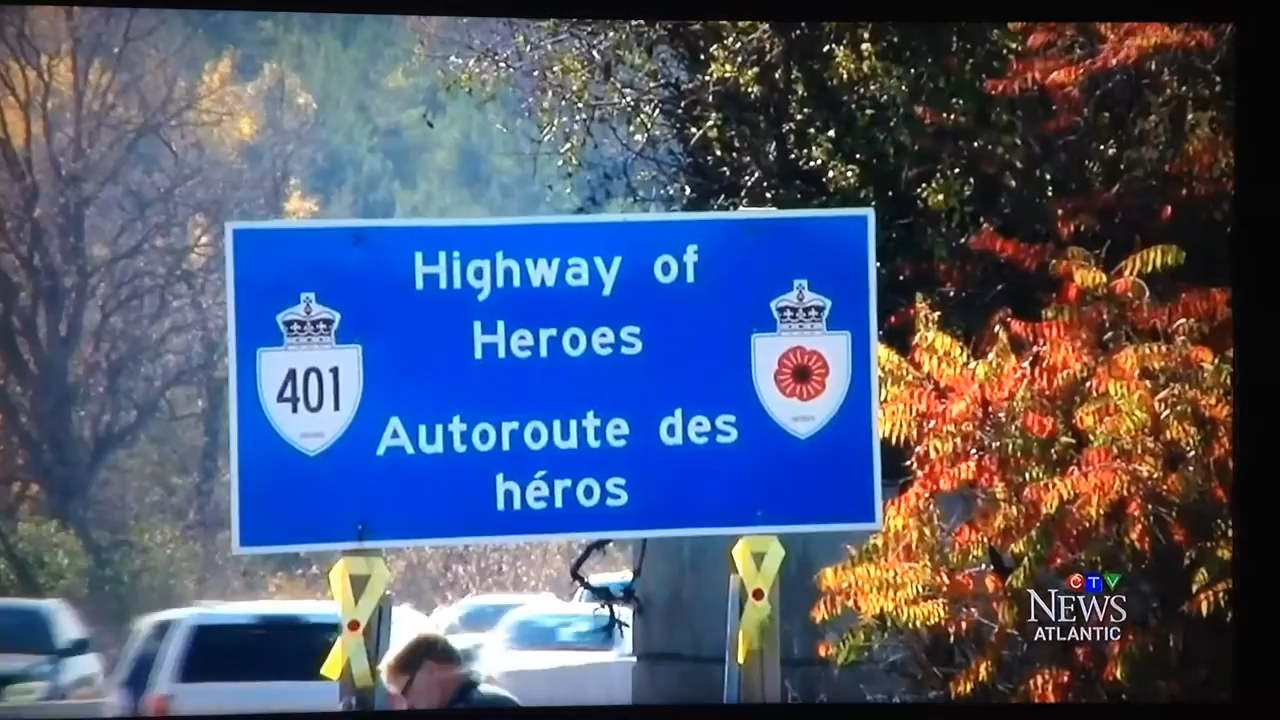 Highway of
Heroes
401
Autoroute des
héros
CTV
NEWS
ATLANTIC